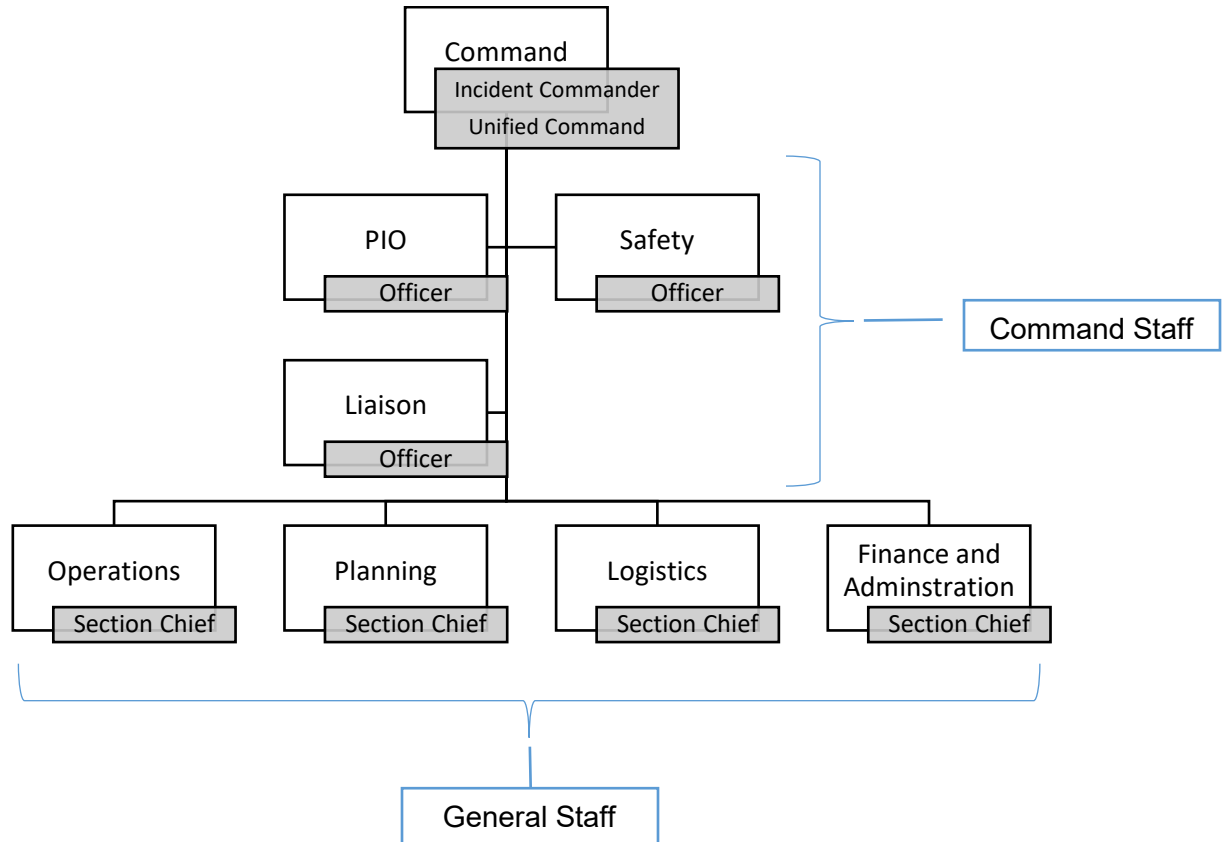 Command
Incident Commander
Unified Command
PIO
Officer
Safety
Officer
Command Staff
Liaison
Officer
Operations
Section Chief
Planning
Section Chief
Logistics
Section Chief
Finance and
Adminstration
Section Chief
General Staff